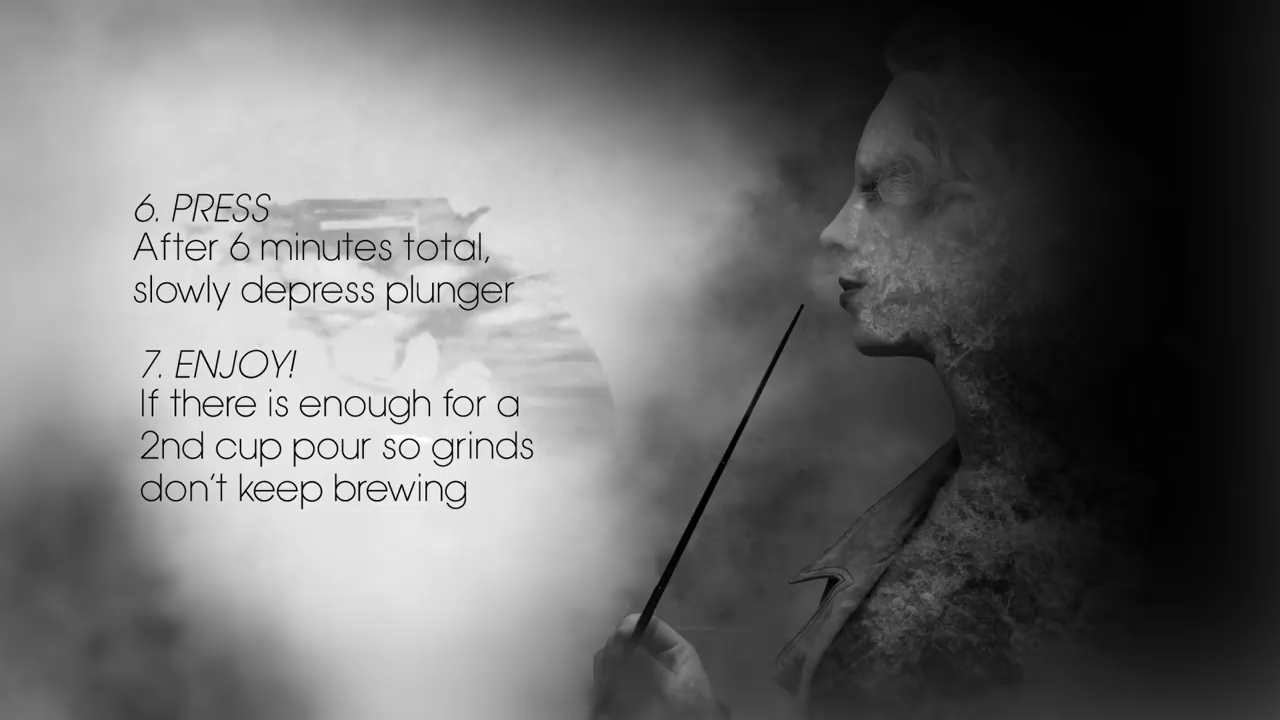 6. PRESS
After 6 minutes total,
slowly depress plunger
7. ENJOY!
If there is enough for a
2nd cup pour so grinds
don't keep brewing